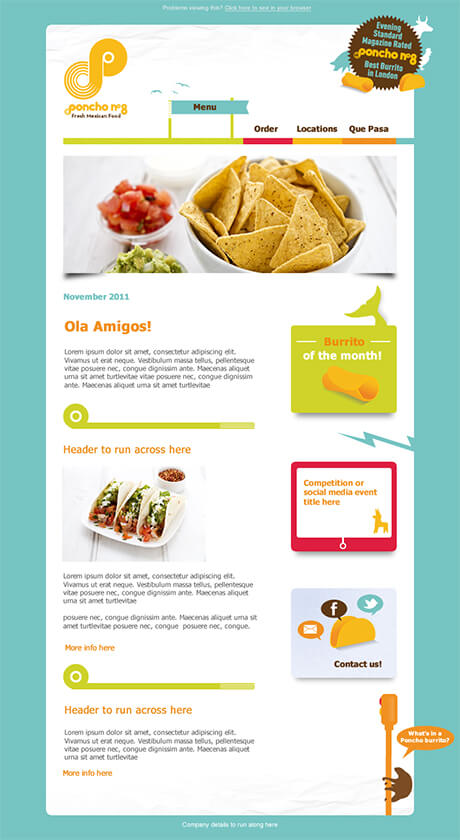 Problems viewing this? Click here to see in your browser
Evening
Standard
Magazine Rated
poncho no8
Best Burrito
in London
poncho no8
Fresh Mexican Food
Menu
Order Locations Que Pasa
November 2011
Ola Amigos!
Lorem ipsum dolor sit amet, consectetur adipiscing elit.
Vivamus ut erat neque. Vestibulum massa tellus, pellentesque
vitae posuere nec, congue dignissim ante. Maecenas aliquet urna
sit amet turtlevitae vitae posuere nec, congue dignissim
ante. Maecenas aliquet urna sit amet turtlevitae
Burrito
of the month!
Header to run across here
Competition or
social media event
title here
Lorem ipsum dolor sit amet, consectetur adipiscing elit.
Vivamus ut erat neque. Vestibulum massa tellus, pellentesque
vitae posuere nec, congue dignissim ante. Maecenas aliquet
urna sit amet turtlevitae
posuere nec, congue dignissim ante. Maecenas aliquet urna sit
amet turtlevitae posuere nec, congue posuere nec, congue.
More info here
f
Contact us!
Header to run across here
What's in a
Poncho burrito?
Lorem ipsum dolor sit amet, consectetur adipiscing elit.
Vivamus ut erat neque. Vestibulum massa tellus, pellentesque
vitae posuere nec, congue dignissim ante. Maecenas aliquet
urna sit amet turtlevitae
More info here
Company details to run along here